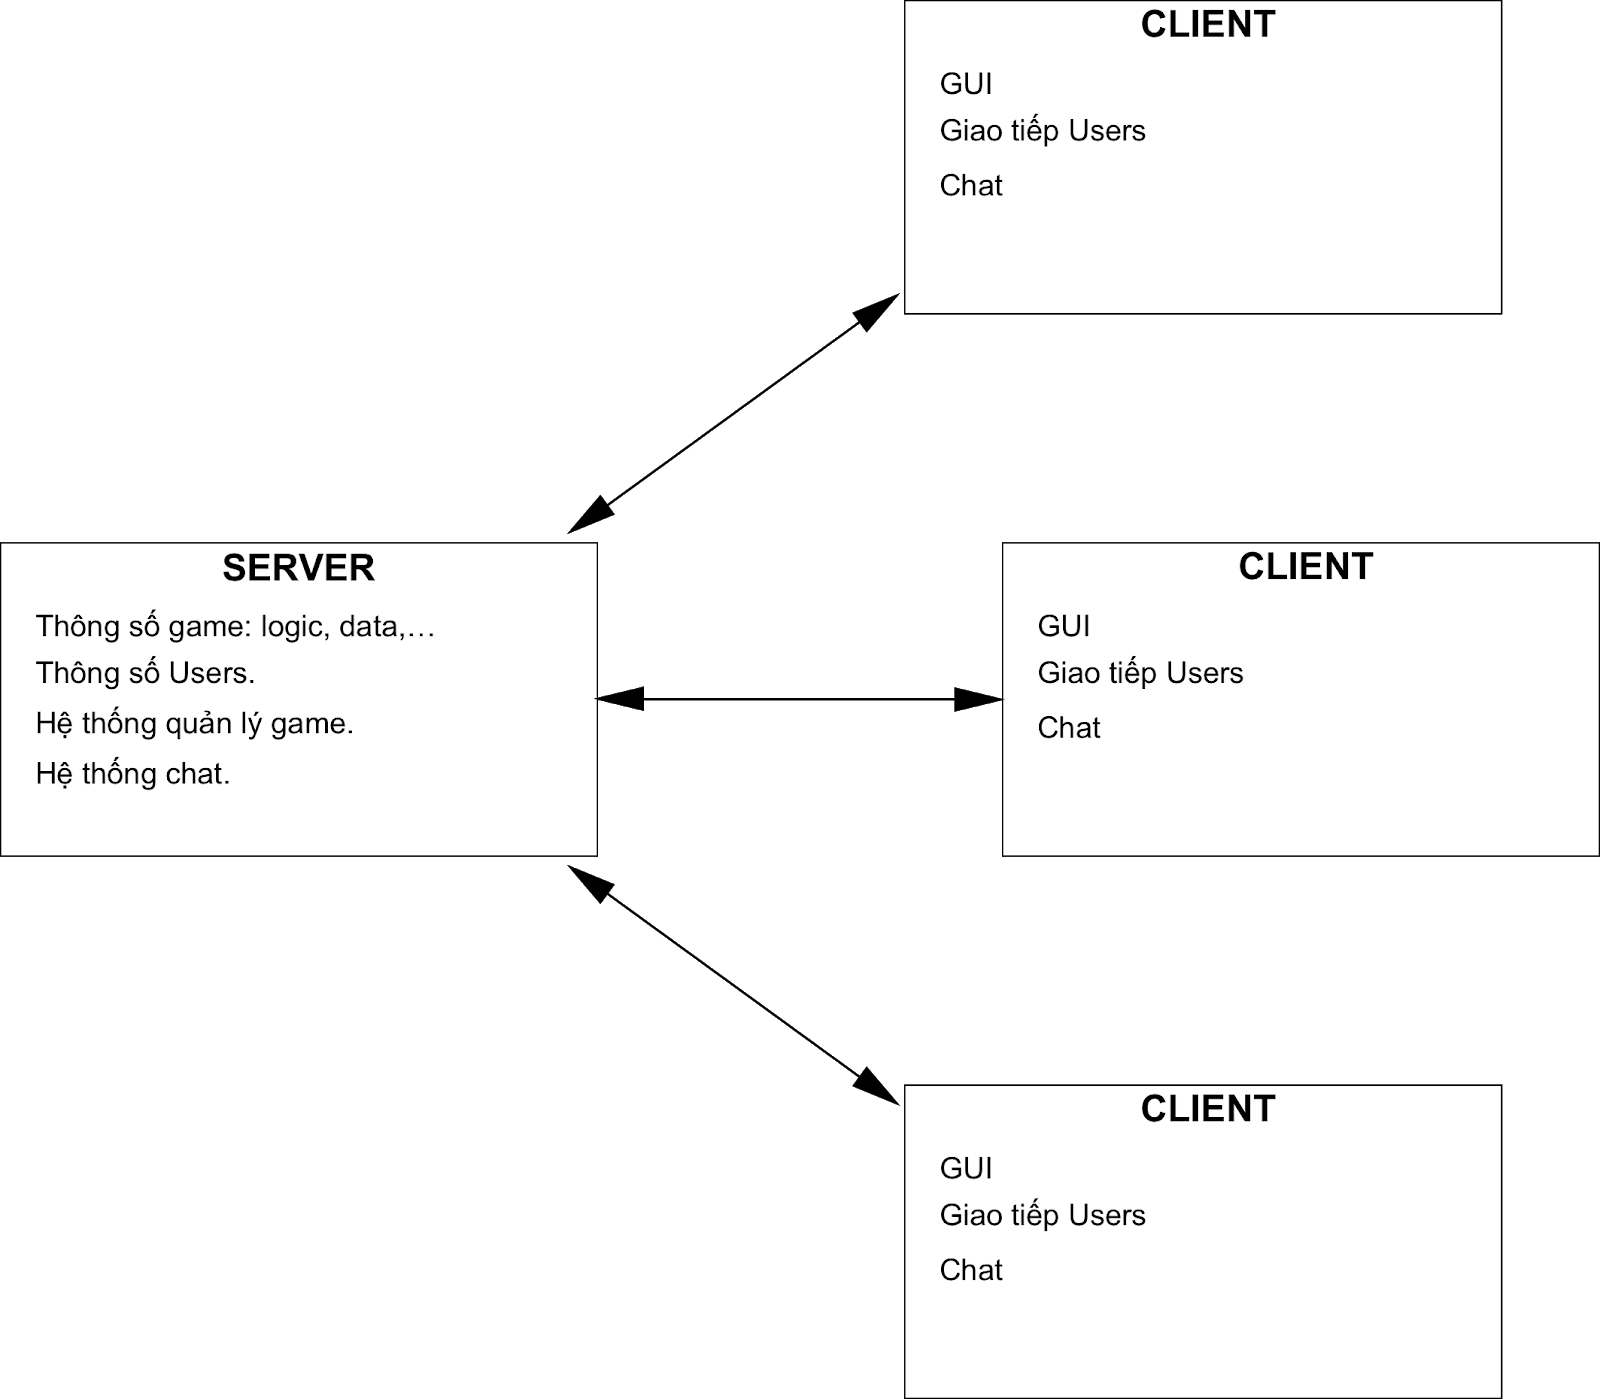 CLIENT
GUI
Giao tiếp Users
Chat
SERVER
Thông số game: logic, data,…
Thông số Users.
Hệ thống quản lý game.
Hệ thống chat.
CLIENT
GUI
Giao tiếp Users
Chat
CLIENT
GUI
Giao tiếp Users
Chat